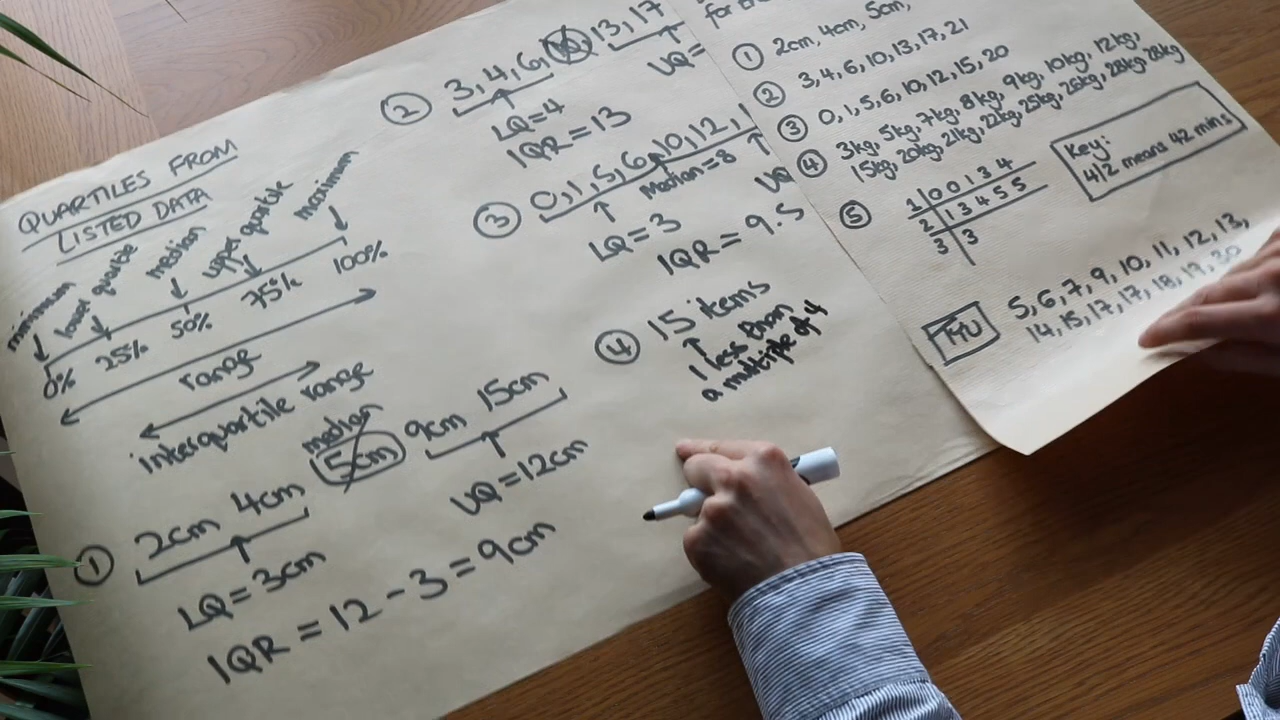 QUARTILES FROM
LISTED DATA
minimum
lower quartile
median
upper quartile
maximum
0%
25%
50%
75%
100%
range
interquartile range
① 2cm 4cm 5cm 9cm 15cm
median
LQ = 3cm
UQ = 12cm
IQR = 12 - 3 = 9cm
② 3, 4, 6, 10, 13, 17
LQ = 4
UQ =
IQR = 13
③ 0, 1, 5, 6, 10, 12, 1
Median = 8
LQ = 3
UQ
IQR = 9.5
④ 15 items
1 less than
a multiple of 4
for
① 2cm, 4cm, 5cm,
② 3, 4, 6, 10, 13, 17, 21
③ 0, 1, 5, 6, 10, 12, 15, 20
④ 3kg, 5kg, 7kg, 8kg, 9kg, 10kg, 12kg,
15kg, 20kg, 21kg, 22kg, 25kg, 26kg, 28kg, 28kg
⑤
1 0 0 1 3 4
2 1 3 4 5 5
3 3
Key:
4/2 means 42 mins
TYU
5, 6, 7, 9, 10, 11, 12, 13,
14, 15, 17, 17, 18, 19, 20